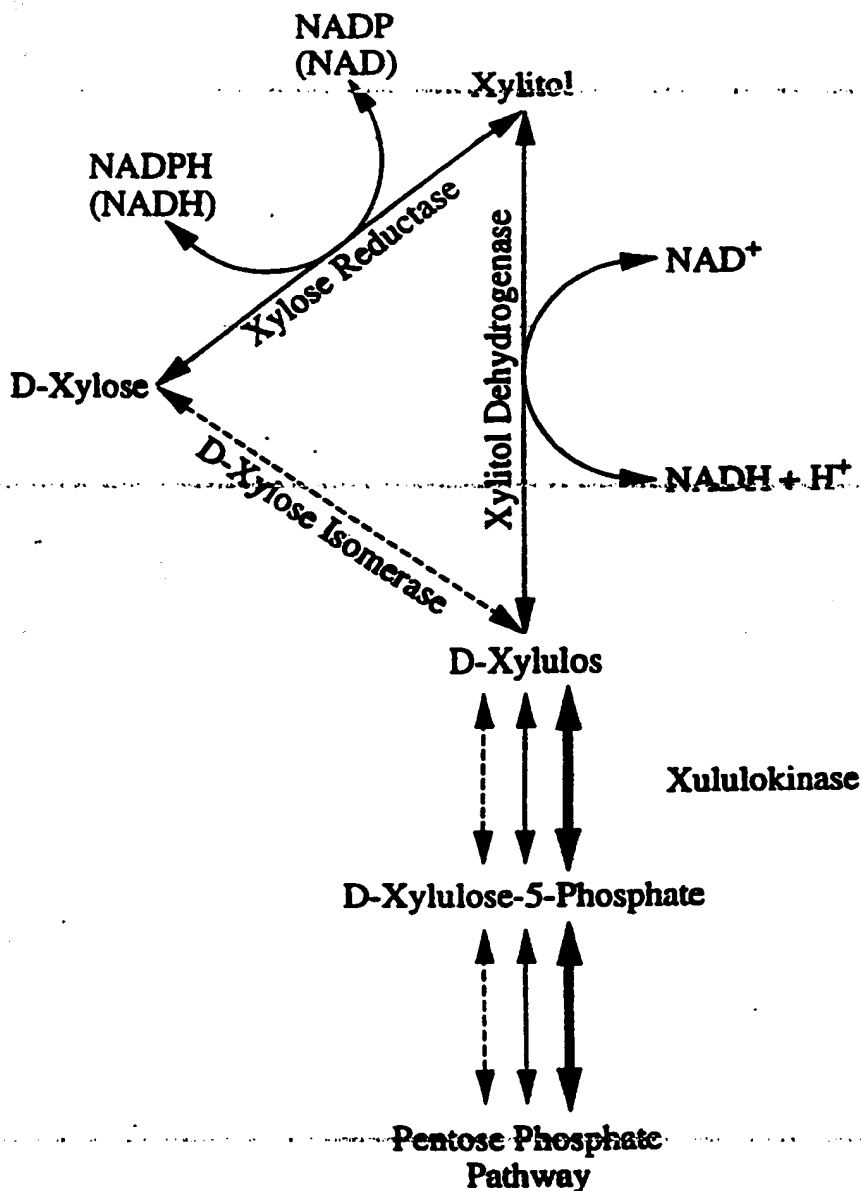 NADP
(NAD)
Xylitol
NADPH
(NADH)
Xylose Reductase
Xylitol Dehydrogenase
NAD+
D-Xylose
D-Xylose Isomerase
NADH + H+
D-Xylulos
Xululokinase
D-Xylulose-5-Phosphate
Pentose Phosphate
Pathway